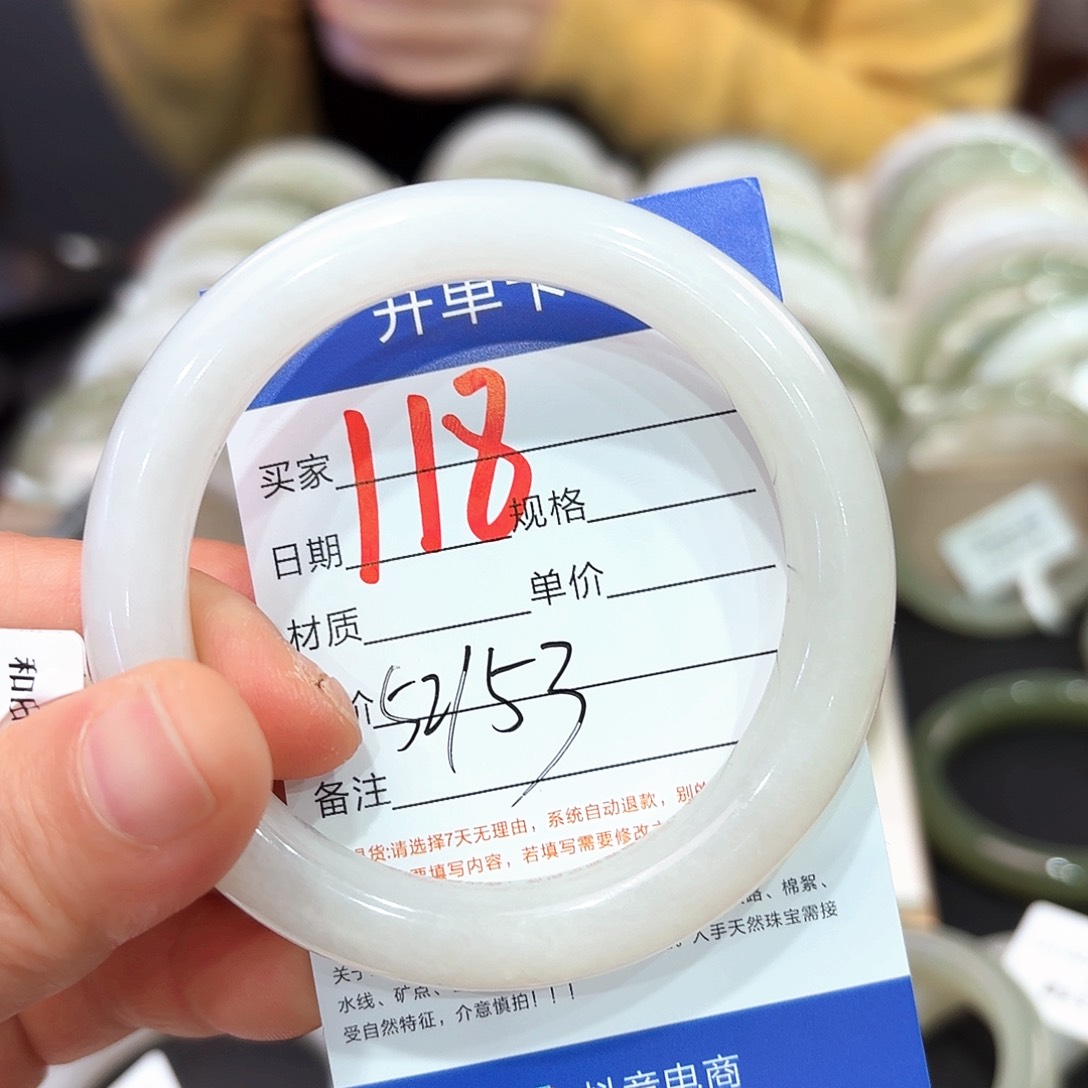 开单卡
118
买家
日期 规格
材质 单价
价 52/53
备注
货:请选择7天无理由，系统自动退款，别
要填写内容，若填写需要修改
、棉絮、
关于
入手天然珠宝需接
水线、矿点、
受自然特征，介意慎拍！！！
抖音电商
和